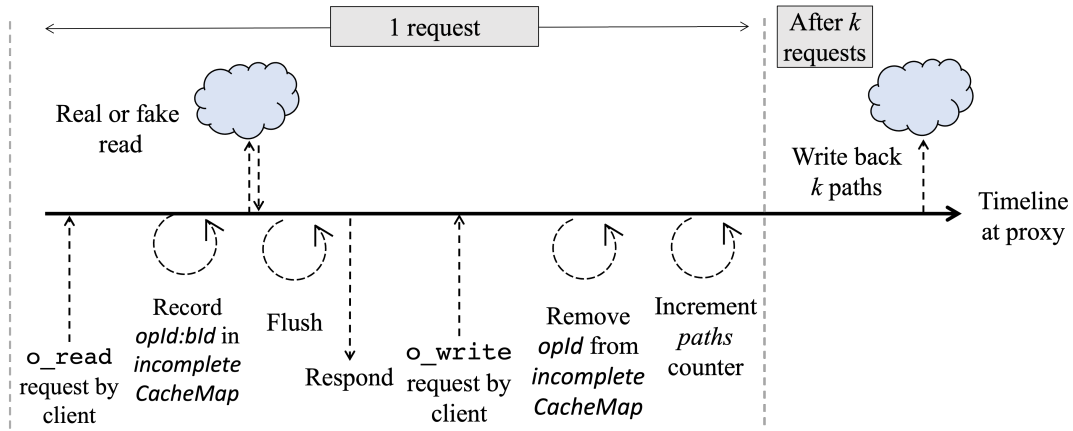 1 request
After k
requests
Real or fake
read
Write back
k paths
Timeline
at proxy
o_read
request by
client
Record
opId:bId in
incomplete
CacheMap
Flush
Respond
o_write
request by
client
Remove
opId from
incomplete
CacheMap
Increment
paths
counter